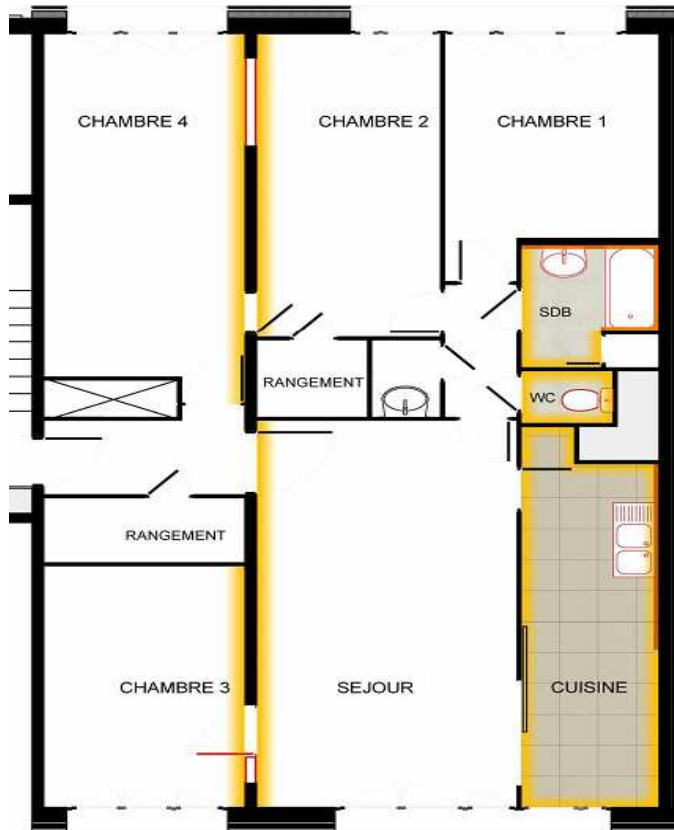 CHAMBRE 4
CHAMBRE 2
CHAMBRE 1
SDB
RANGEMENT
WC
RANGEMENT
CHAMBRE 3
SEJOUR
CUISINE